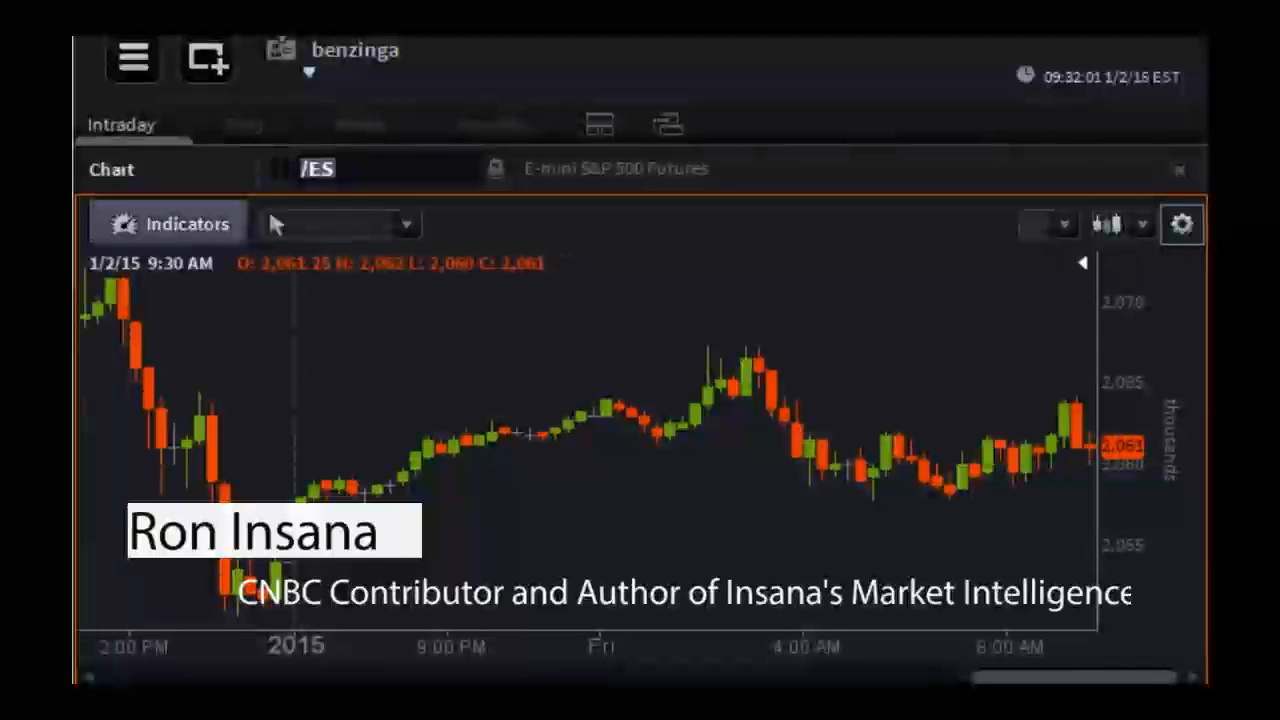 benzinga
09:32:01 1/2/15 EST
Intraday
Chart /ES E-mini S&P 500 Futures
Indicators
1/2/15 9:30 AM O: 2,061.25 H: 2,062 L: 2,060 C: 2,061
2,070
2,065
2,061
2,060
thousands
2,055
Ron Insana
CNBC Contributor and Author of Insana's Market Intelligence
2:00 PM 2015 9:00 PM Fri 4:00 AM 8:00 AM